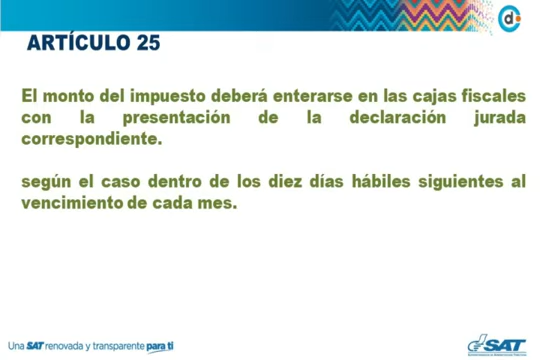 ARTÍCULO 25
El monto del impuesto deberá enterarse en las cajas fiscales
con la presentación de la declaración jurada
correspondiente.
según el caso dentro de los diez días hábiles siguientes al
vencimiento de cada mes.
Una SAT renovada y transparente para ti
SAT